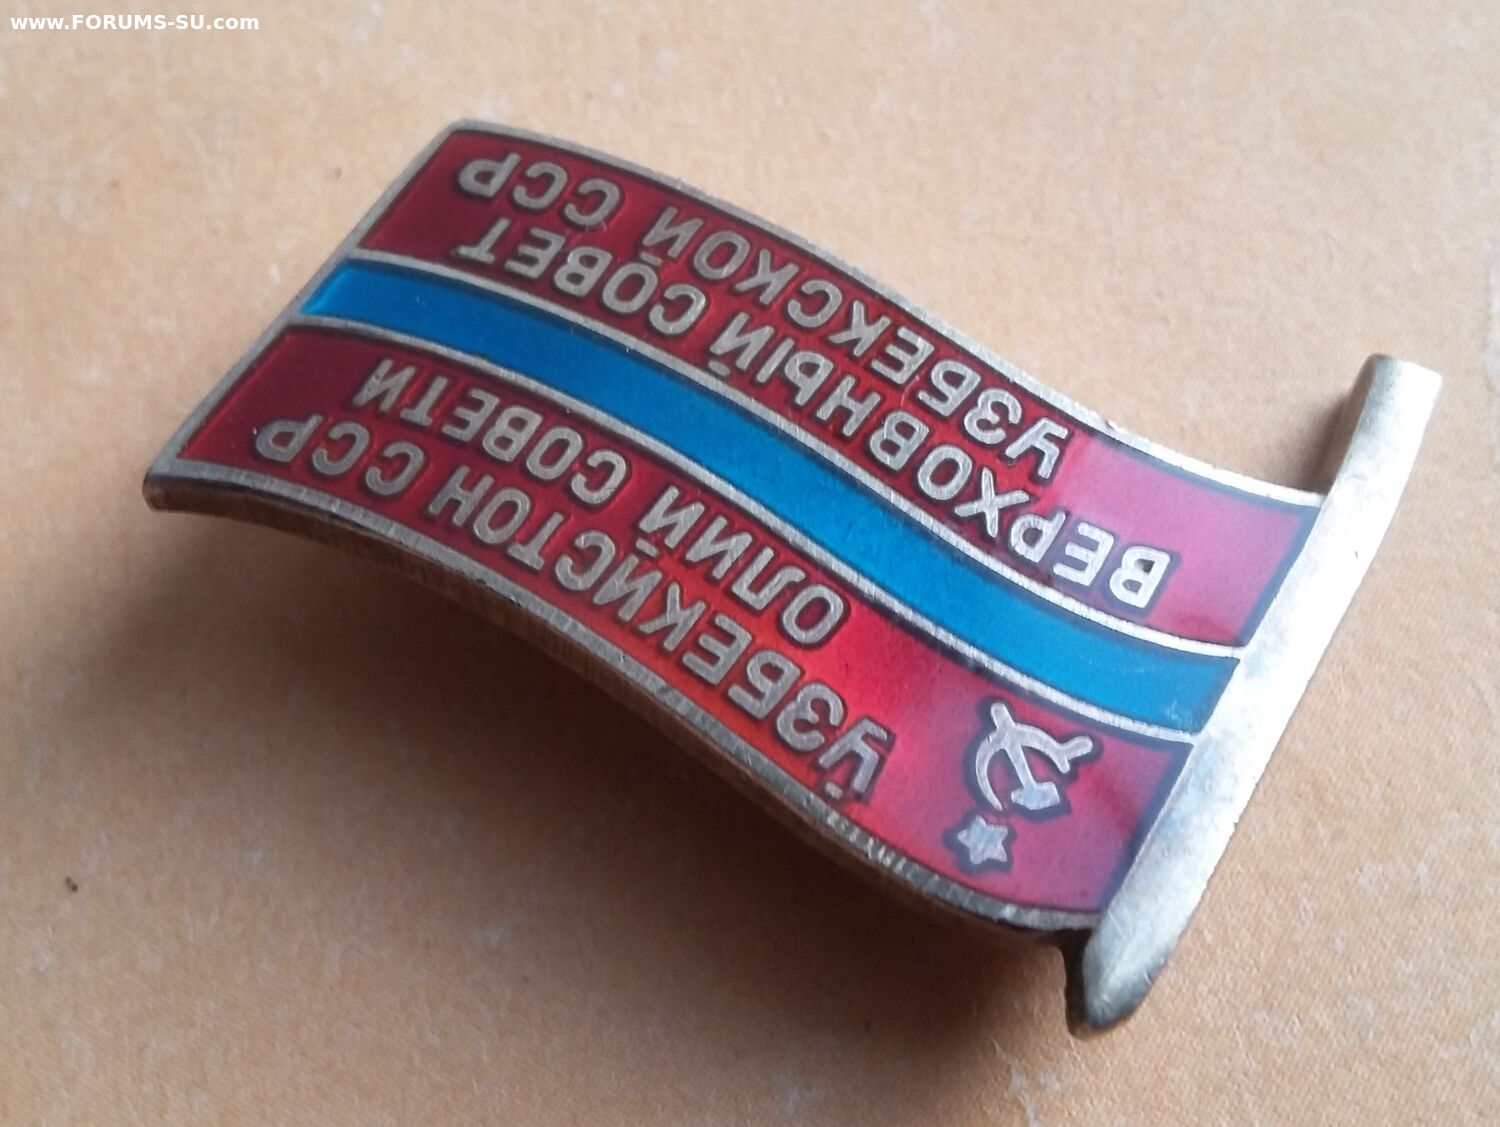 www.FORUMS-SU.com
ЎЗБЕКИСТОН ССР
ОЛИЙ СОВЕТИ
ВЕРХОВНЫЙ СОВЕТ
УЗБЕКСКОЙ ССР